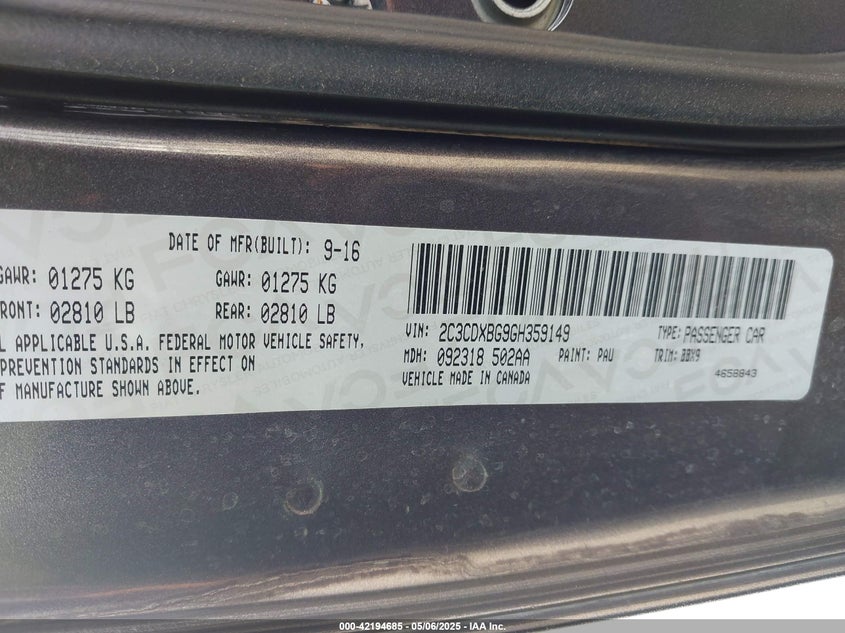 DATE OF MFR(BUILT): 9-16
GAWR: 01275 KG GAWR: 01275 KG
FRONT: 02810 LB REAR: 02810 LB
APPLICABLE U.S.A. FEDERAL MOTOR VEHICLE SAFETY,
PREVENTION STANDARDS IN EFFECT ON
F MANUFACTURE SHOWN ABOVE.
VIN: 2C3CDXBG9GH359149 TYPE: PASSENGER CAR
MDH: 092318 502AA PAINT: PAU TRIM:
VEHICLE MADE IN CANADA 4658843
000-42194685 - 05/06/2025 - IAA Inc.